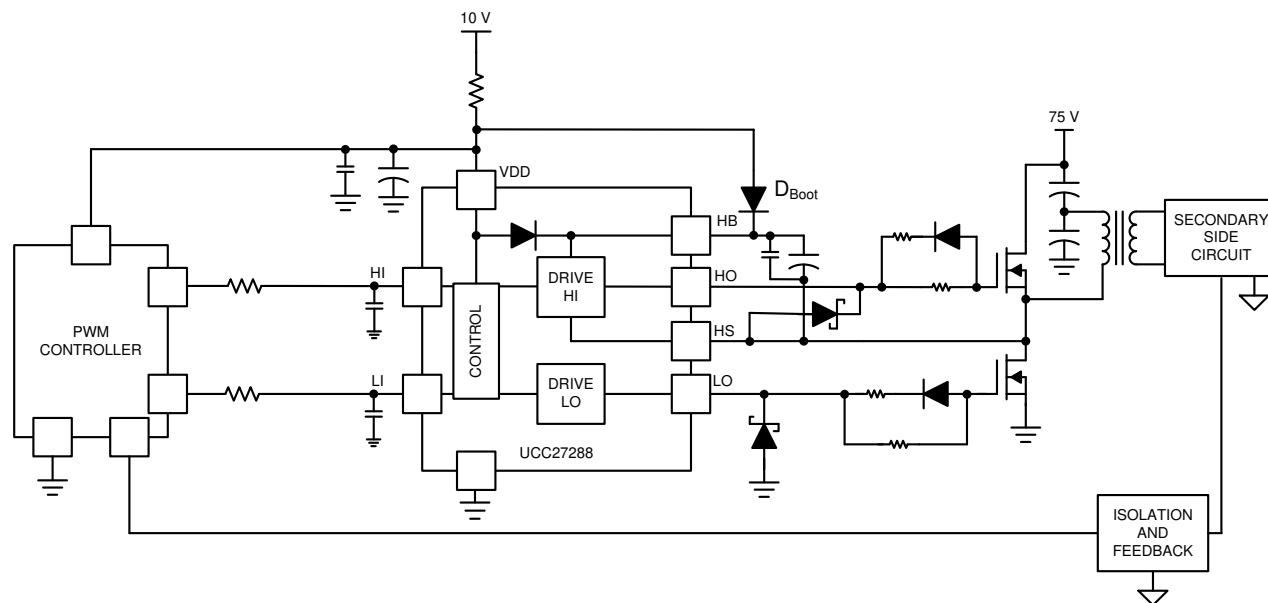 10 V
75 V
VDD
D_Boot
HB
SECONDARY
SIDE
CIRCUIT
HI
DRIVE
HI
HO
PWM
CONTROLLER
CONTROL
HS
LI
DRIVE
LO
LO
UCC27288
ISOLATION
AND
FEEDBACK